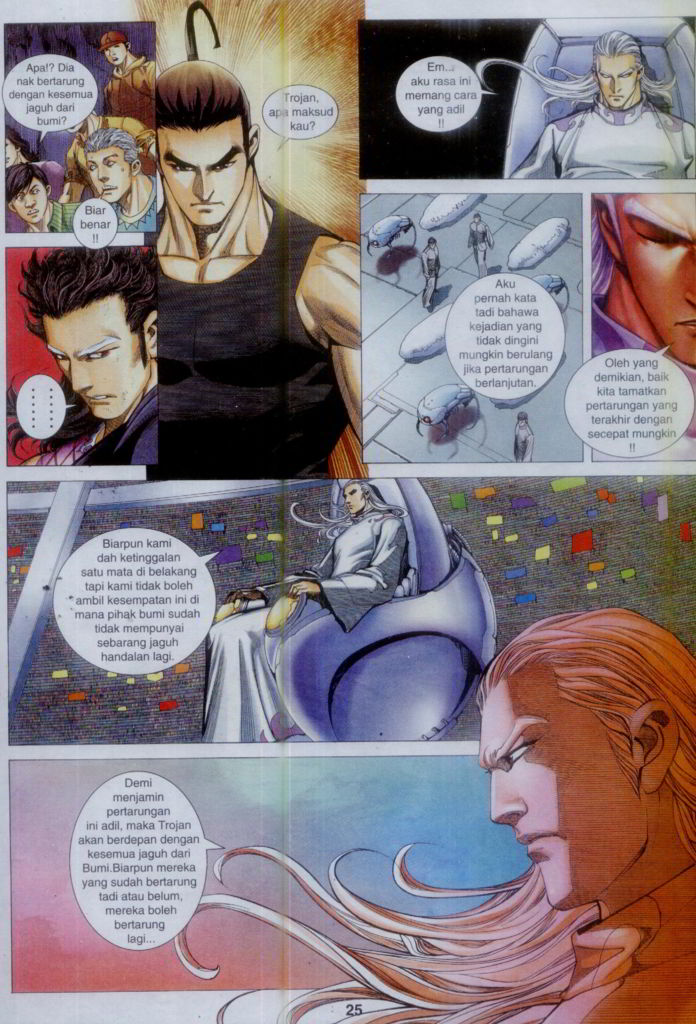 Apa!? Dia
nak bertarung
dengan kesemua
jaguh dari
bumi?
Biar
benar
!!
Trojan,
apa maksud
kau?
Em...
aku rasa ini
memang cara
yang adil
!!
Aku
pernah kata
tadi bahawa
kejadian yang
tidak dingini
mungkin berulang
jika pertarungan
berlanjutan.
Oleh yang
demikian, baik
kita tamatkan
pertarungan yang
terakhir dengan
secepat mungkin
!!
Biarpun kami
dah ketinggalan
satu mata di belakang
tapi kami tidak boleh
ambil kesempatan ini di
mana pihak bumi sudah
tidak mempunyai
sebarang jaguh
handalan lagi.
Demi
menjamin
pertarungan
ini adil, maka Trojan
akan berdepan dengan
kesemua jaguh dari
Bumi.Biarpun mereka
yang sudah bertarung
tadi atau belum,
mereka boleh
bertarung
lagi...
25